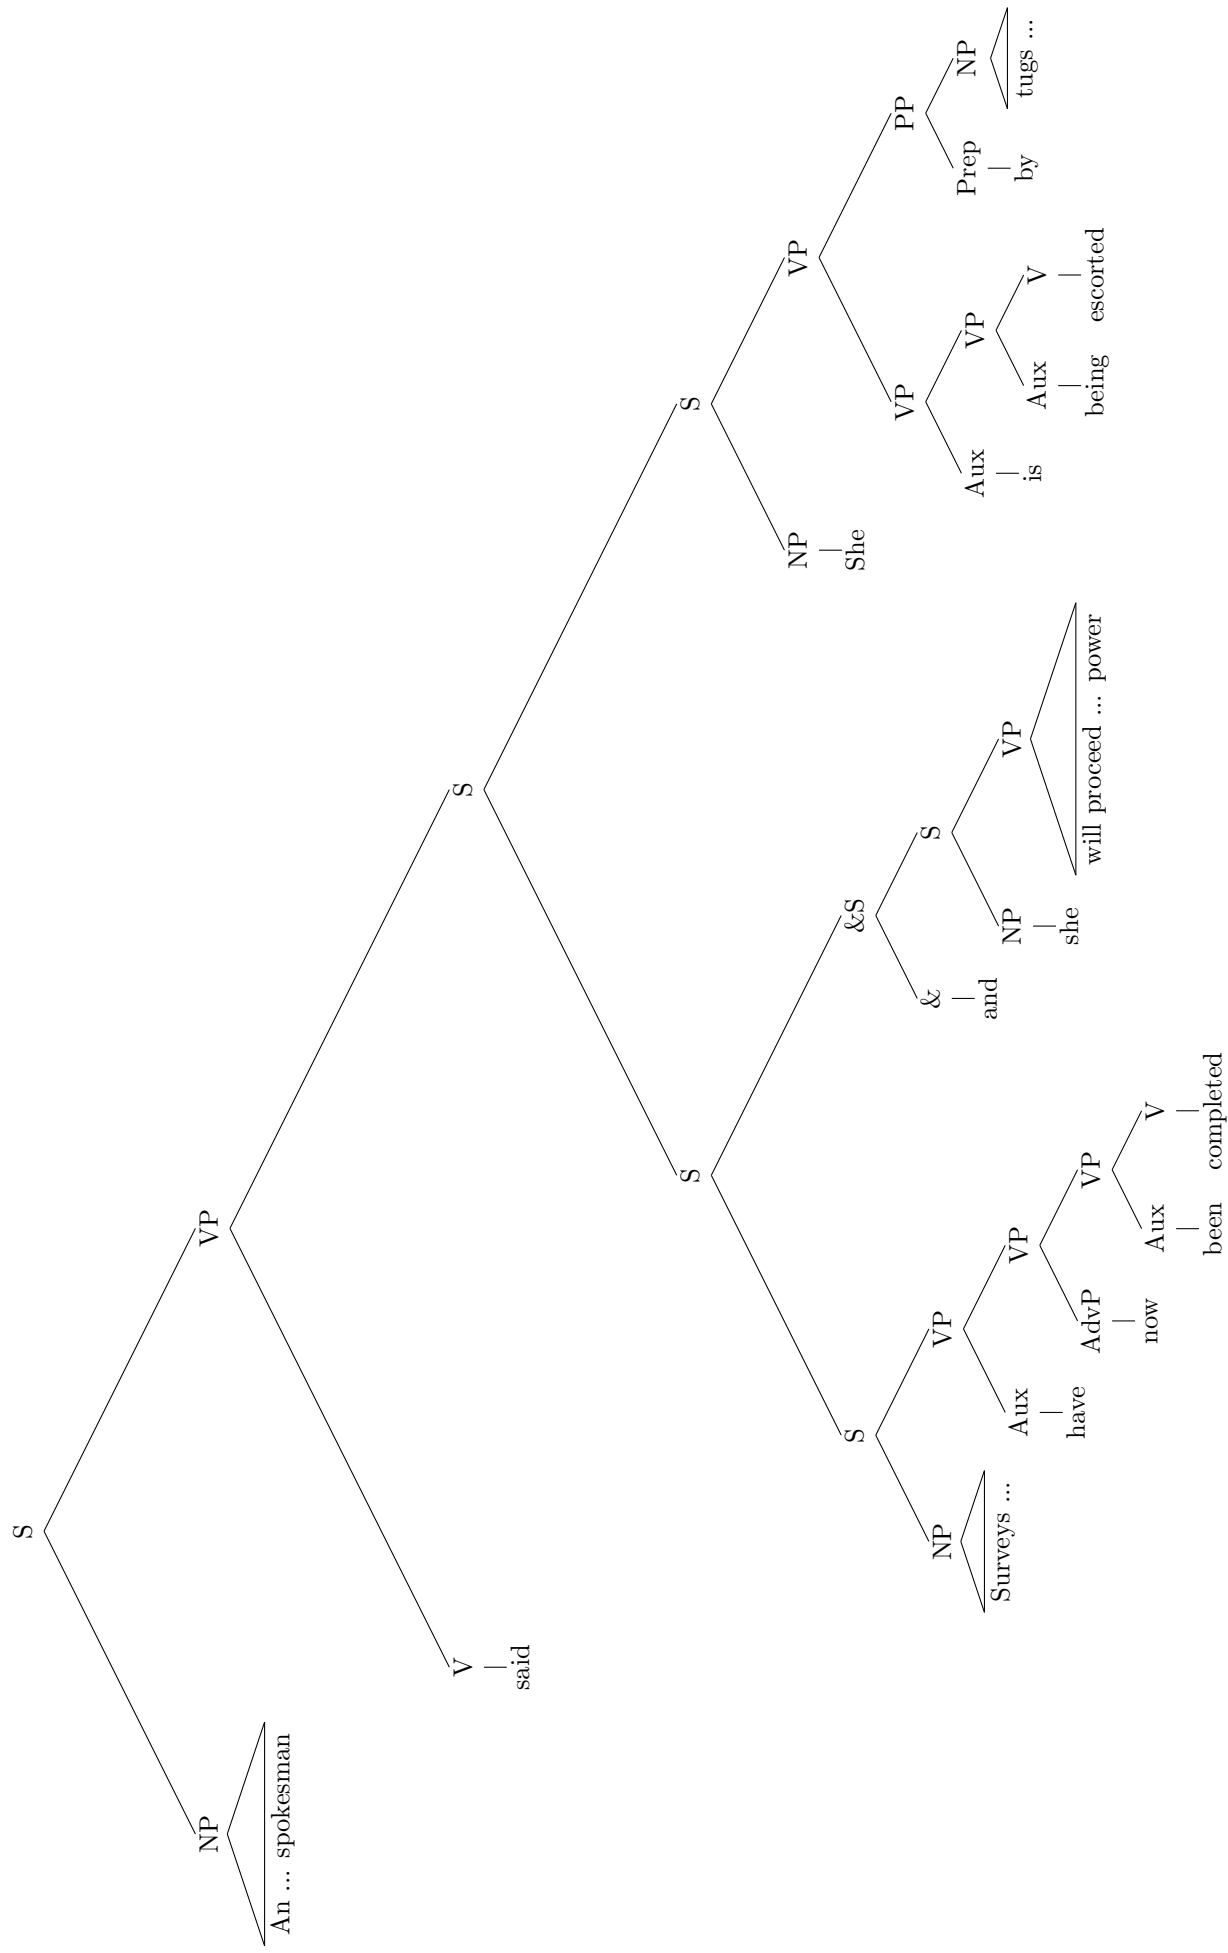 S
NP VP
An ... spokesman
V S
said
S S
S &S NP VP
She
NP VP & S VP PP
Surveys ... and
Aux VP NP VP Aux VP Prep NP
have she will proceed ... power is by tugs ...
AdvP VP Aux V
now being escorted
Aux V
been completed